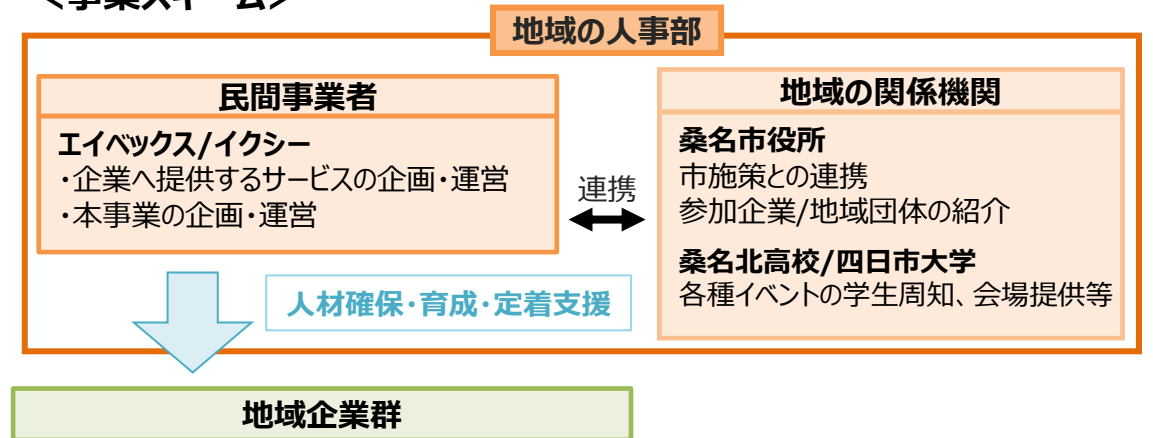 ＜事業スキーム＞
地域の人事部
民間事業者
エイベックス/イクシー
・企業へ提供するサービスの企画・運営
・本事業の企画・運営
連携
地域の関係機関
桑名市役所
市施策との連携
参加企業/地域団体の紹介
桑名北高校/四日市大学
各種イベントの学生周知、会場提供等
人材確保・育成・定着支援
地域企業群